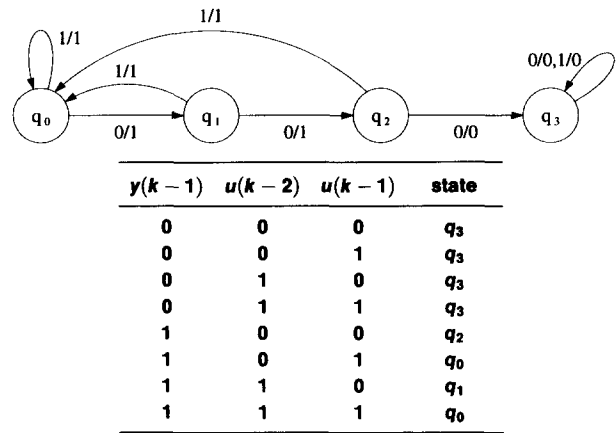 1/1
1/1
1/1
0/0,1/0
q0 q1 q2 q3
0/1 0/1 0/0
y(k − 1) u(k − 2) u(k − 1) state
0 0 0 q3
0 0 1 q3
0 1 0 q3
0 1 1 q3
1 0 0 q2
1 0 1 q0
1 1 0 q1
1 1 1 q0